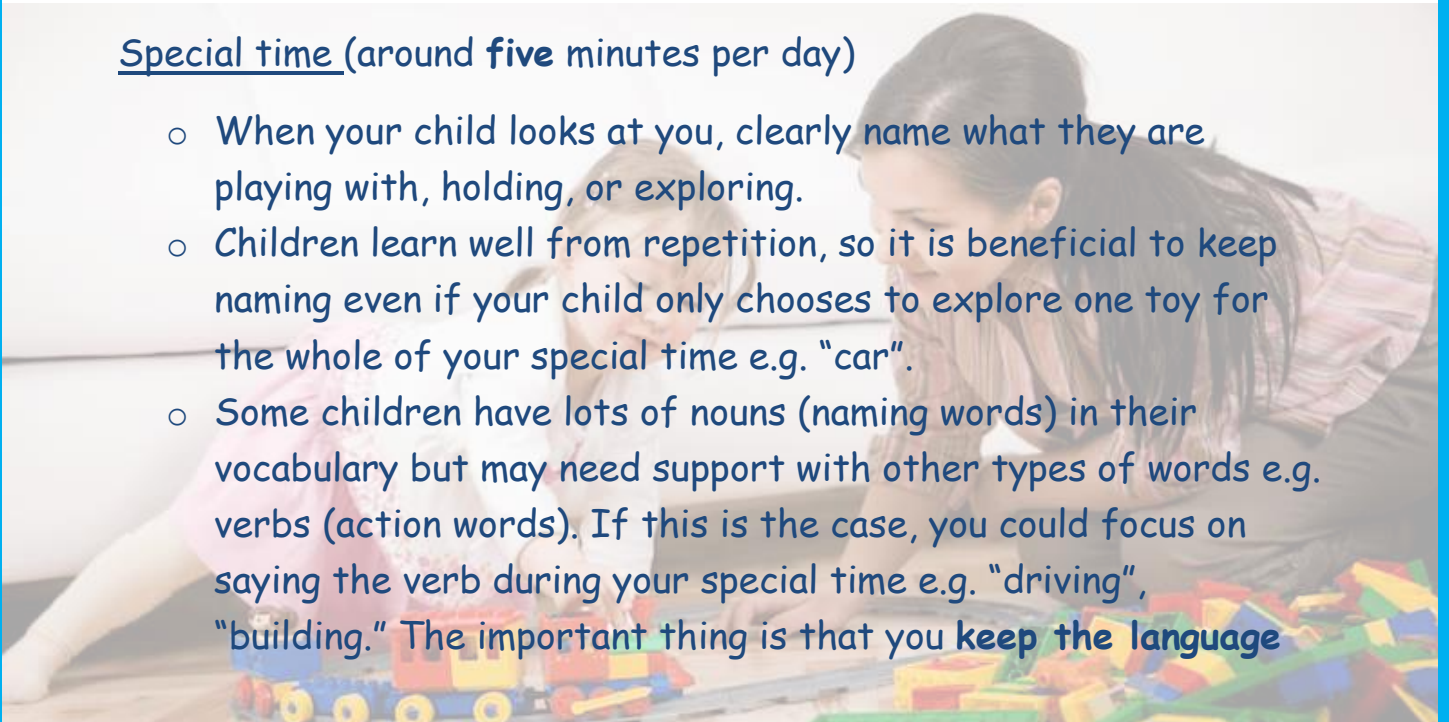 Special time (around five minutes per day)
o When your child looks at you, clearly name what they are
playing with, holding, or exploring.
o Children learn well from repetition, so it is beneficial to keep
naming even if your child only chooses to explore one toy for
the whole of your special time e.g. “car”.
o Some children have lots of nouns (naming words) in their
vocabulary but may need support with other types of words e.g.
verbs (action words). If this is the case, you could focus on
saying the verb during your special time e.g. “driving”,
“building.” The important thing is that you keep the language